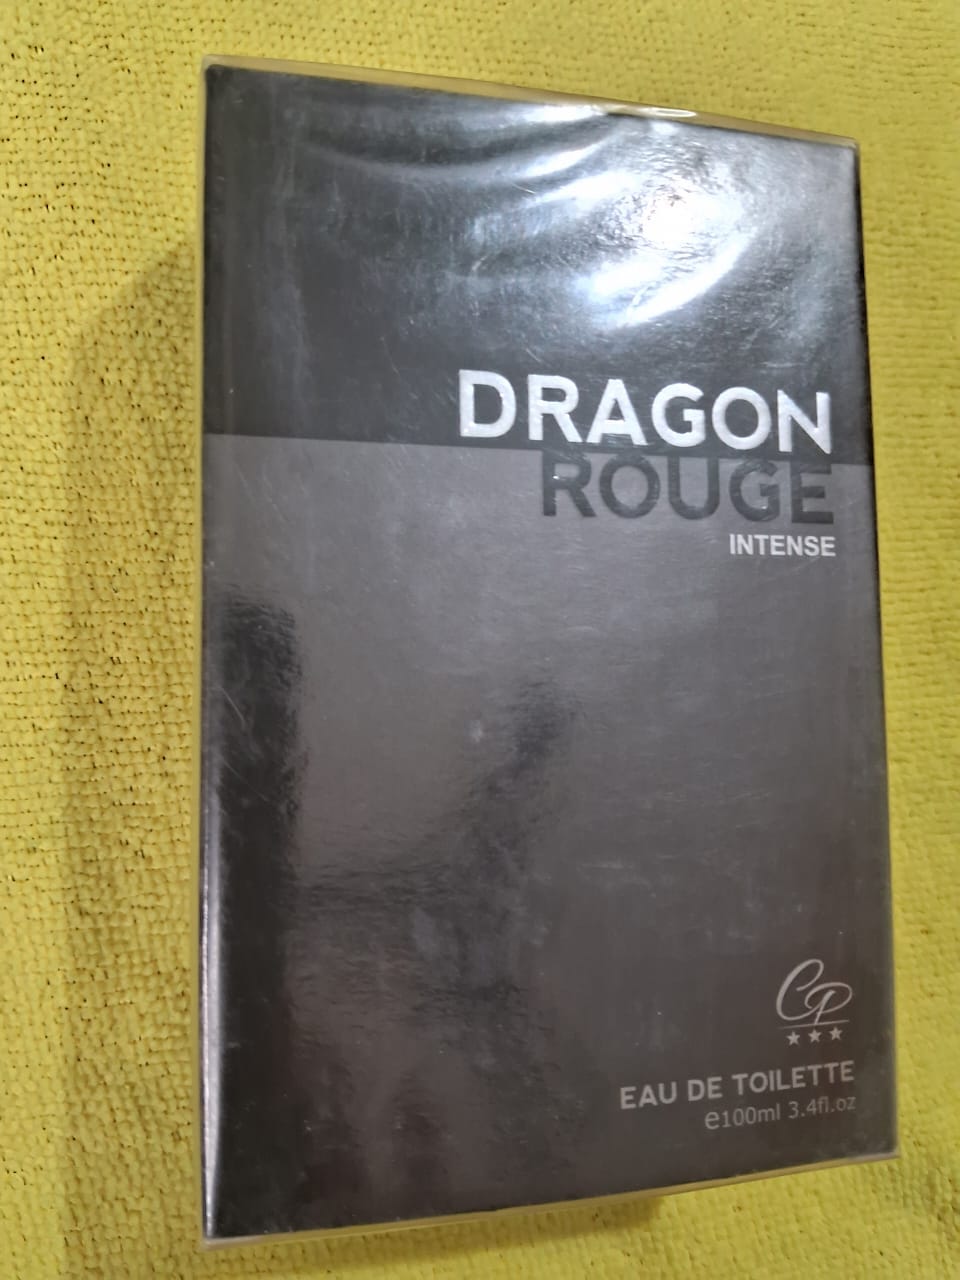 DRAGON
ROUGE
INTENSE
CP
EAU DE TOILETTE
e100ml 3.4fl.oz